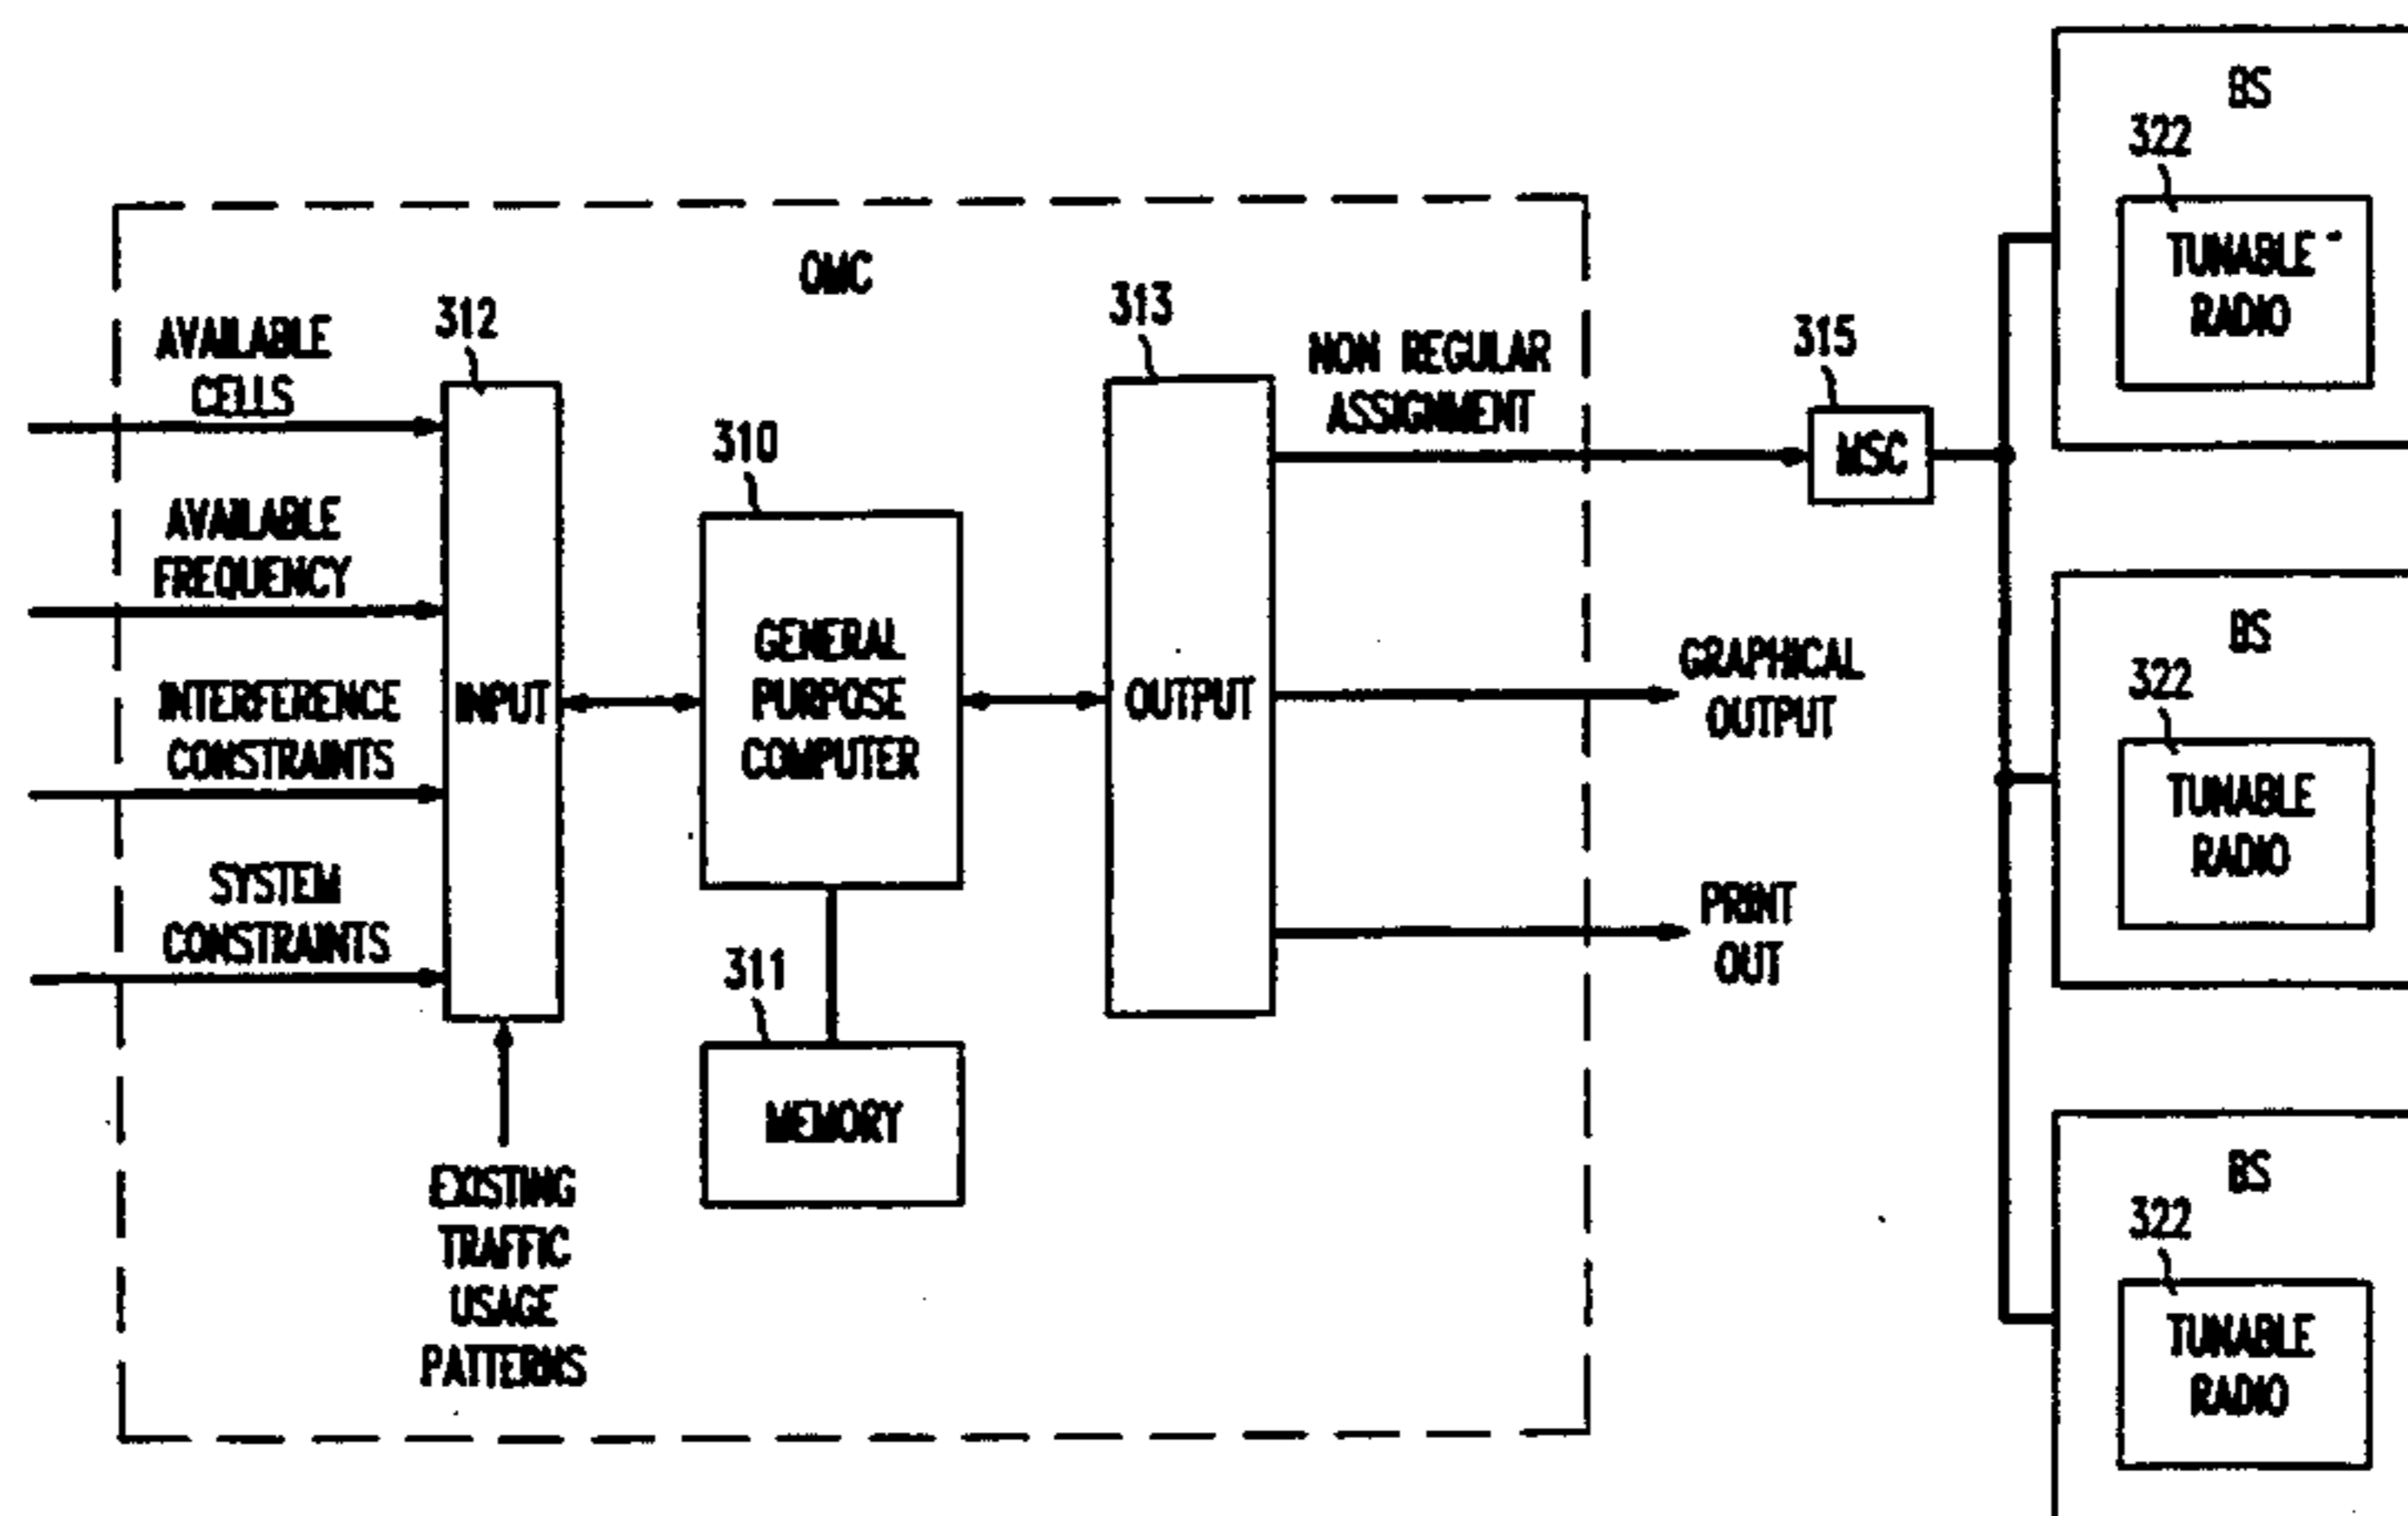 BS
322
TUNABLE
RADIO
OMC
312
313
AVAILABLE
CELLS
NON REGULAR
ASSIGNMENT
315
MSC
310
AVAILABLE
FREQUENCY
GENERAL
PURPOSE
COMPUTER
INTERFERENCE
CONSTRAINTS
INPUT
OUTPUT
GRAPHICAL
OUTPUT
BS
322
TUNABLE
RADIO
SYSTEM
CONSTRAINTS
PRINT
OUT
311
MEMORY
EXISTING
TRAFFIC
USAGE
PATTERNS
BS
322
TUNABLE
RADIO